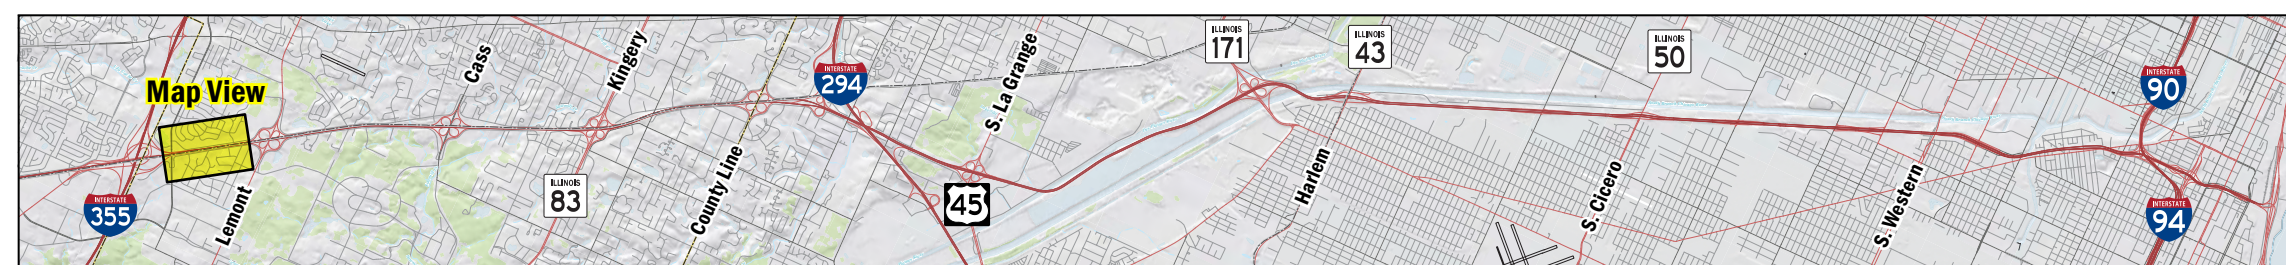 Map View
INTERSTATE
355
Lemont
Cass
ILLINOIS
83
Kingery
County Line
INTERSTATE
294
S. La Grange
45
ILLINOIS
171
Harlem
ILLINOIS
43
S. Cicero
ILLINOIS
50
S. Western
INTERSTATE
90
INTERSTATE
94